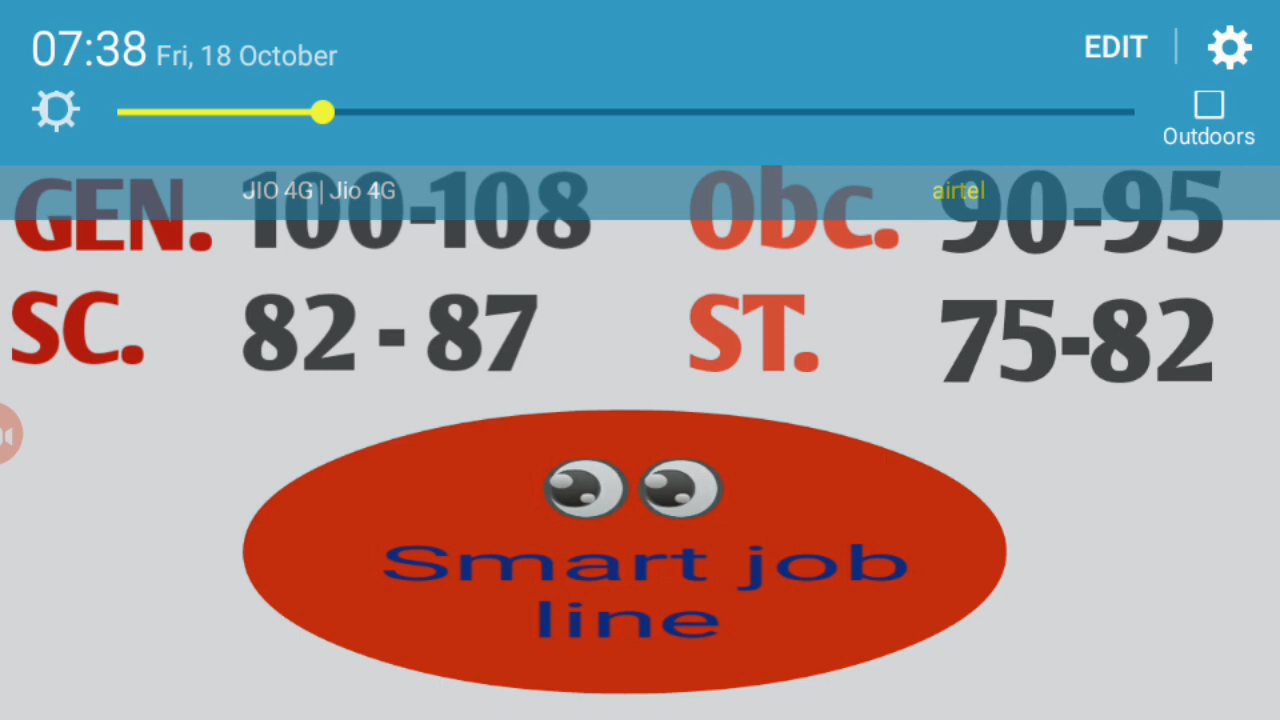 07:38 Fri, 18 October EDIT
Outdoors
JIO 4G | Jio 4G airtel
GEN. 100-108 Obc. 90-95
SC. 82 - 87 ST. 75-82
Smart job
line